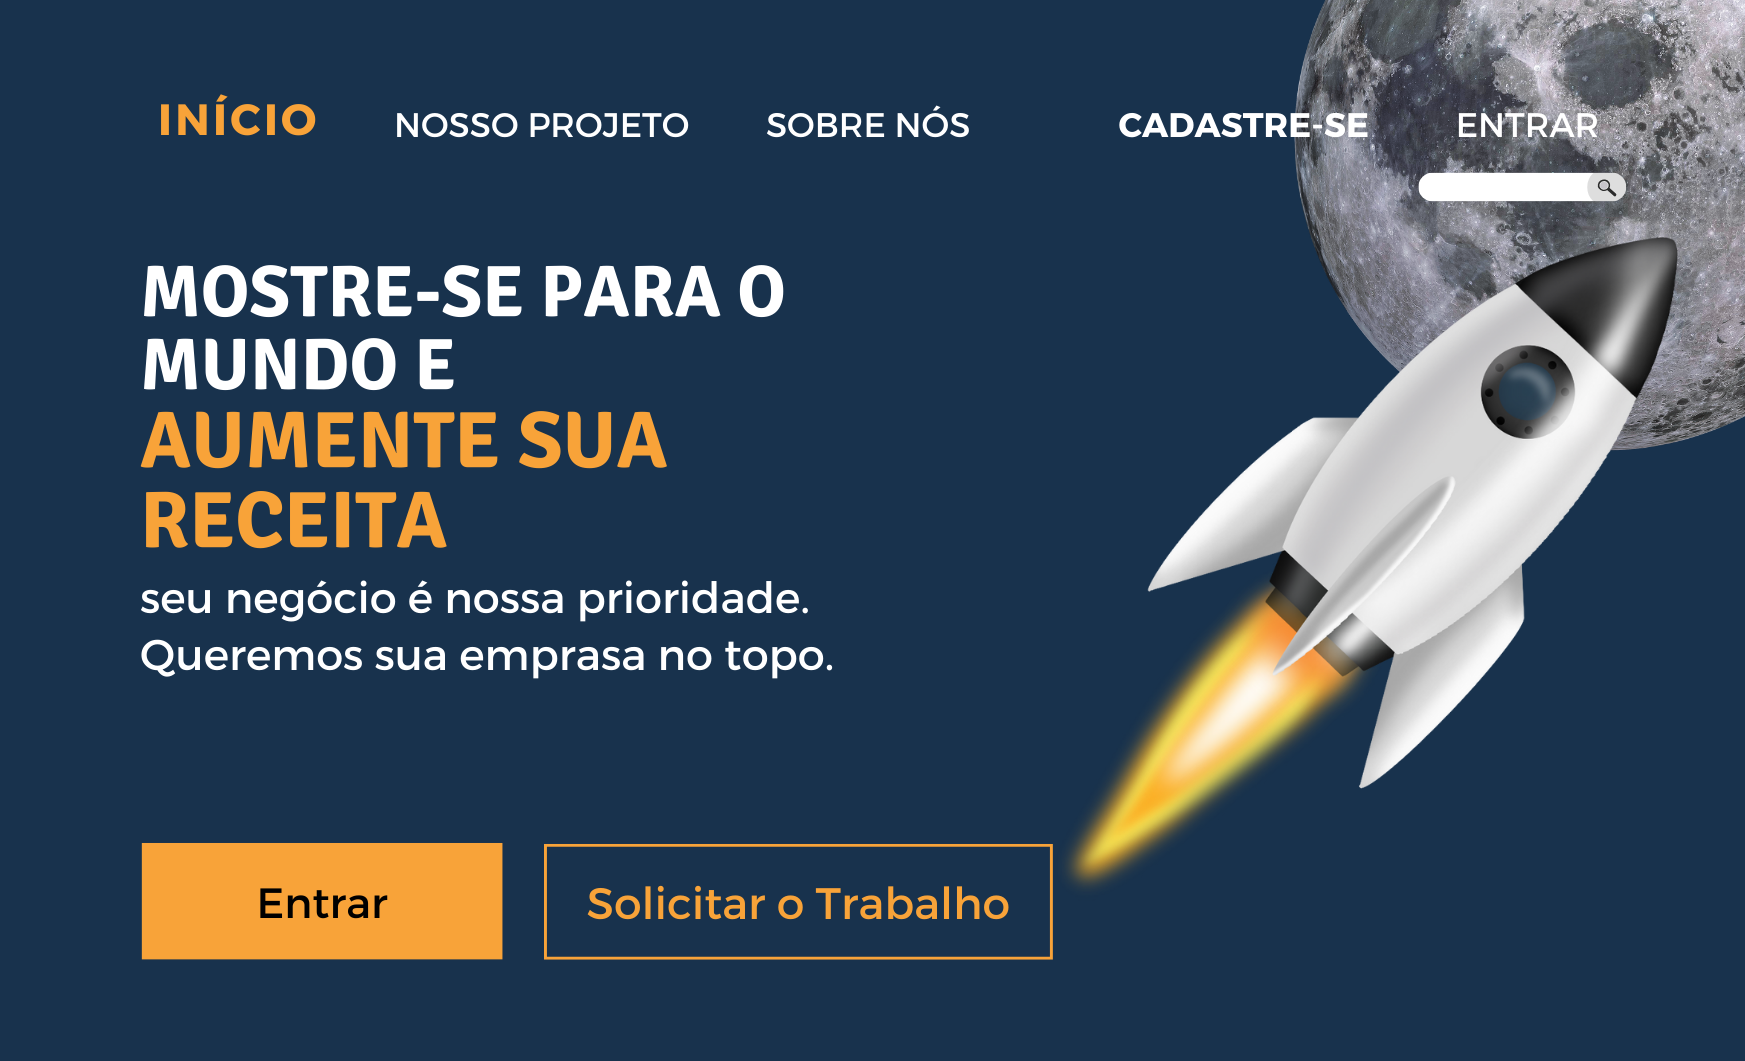 INÍCIO NOSSO PROJETO SOBRE NÓS CADASTRE-SE ENTRAR
MOSTRE-SE PARA O
MUNDO E
AUMENTE SUA
RECEITA
seu negócio é nossa prioridade.
Queremos sua emprasa no topo.
Entrar Solicitar o Trabalho